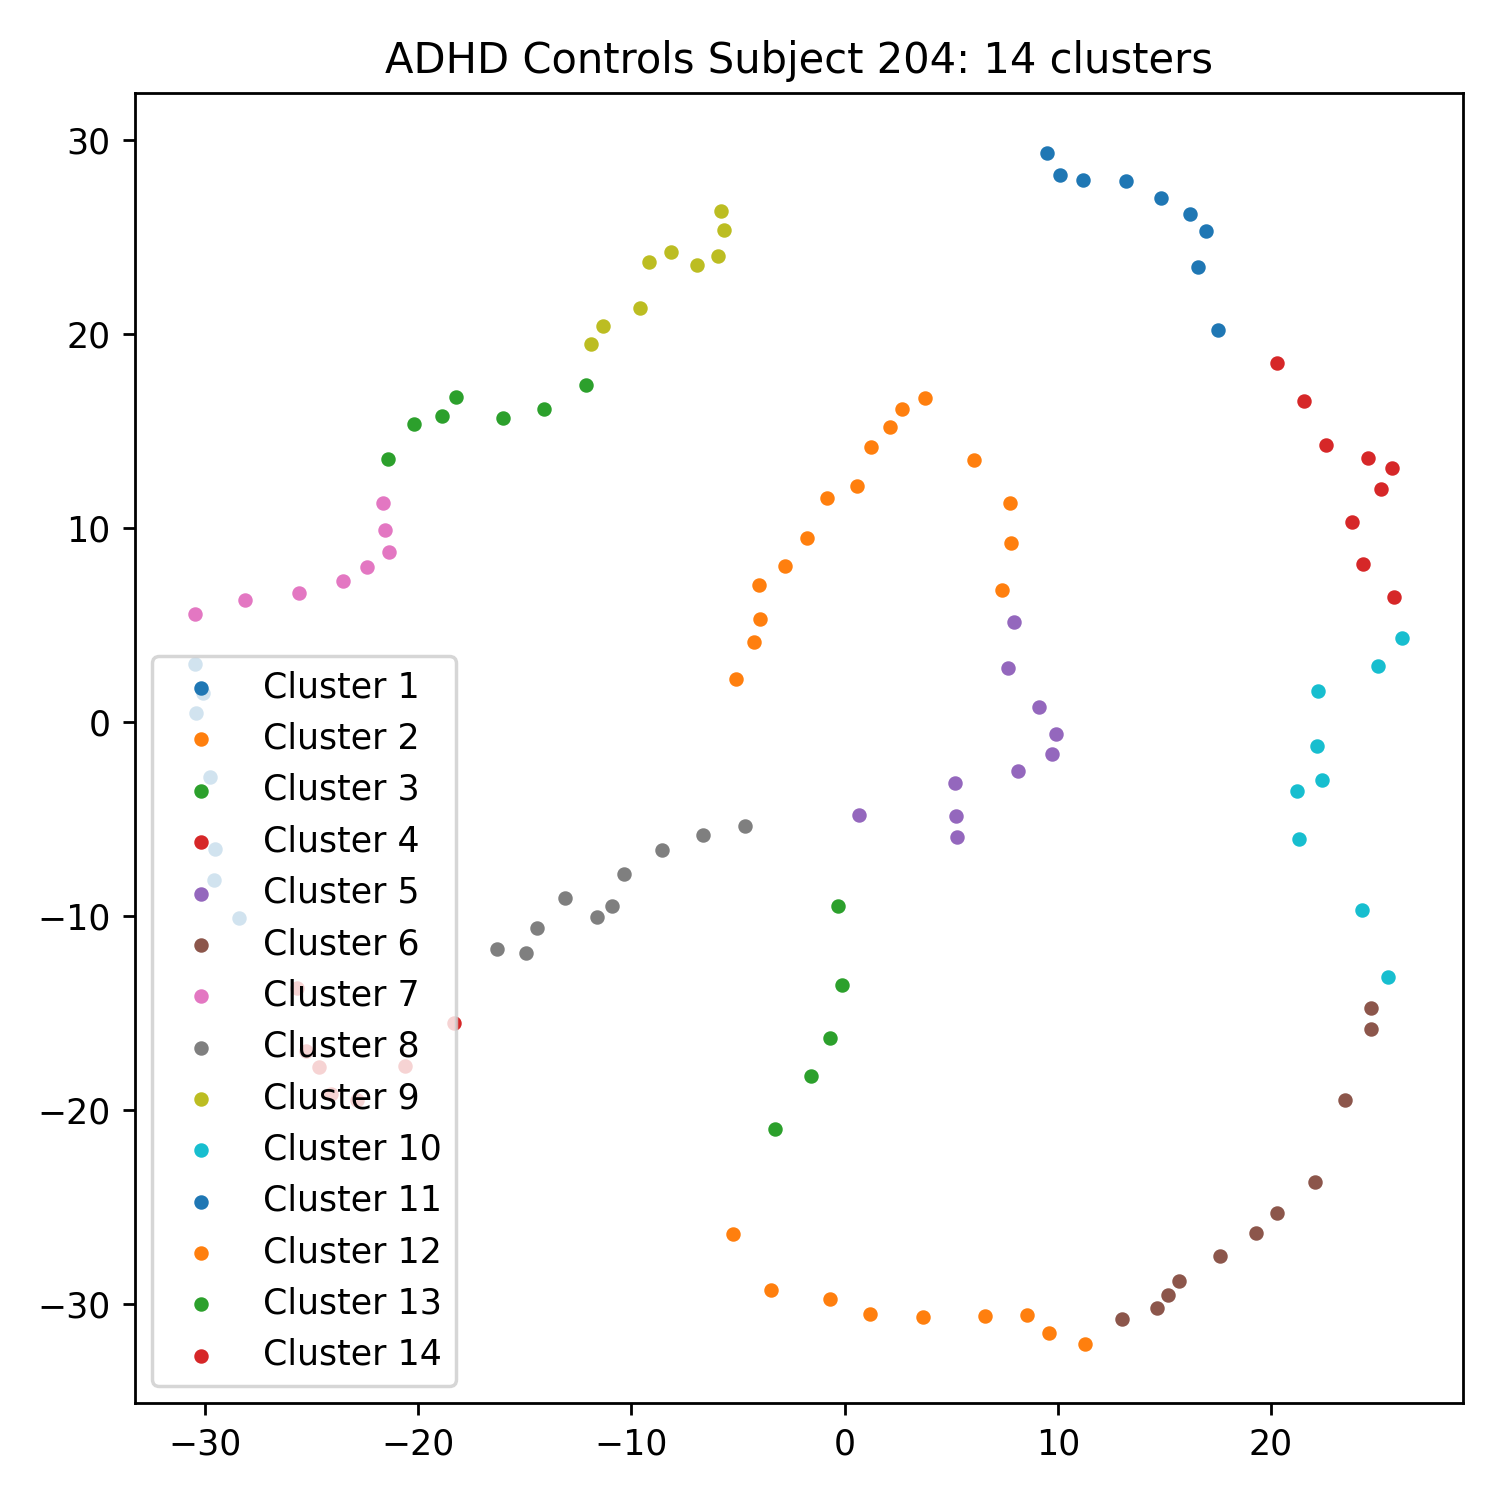 ADHD Controls Subject 204: 14 clusters
30
20
10
0
−10
−20
−30
Cluster 1
Cluster 2
Cluster 3
Cluster 4
Cluster 5
Cluster 6
Cluster 7
Cluster 8
Cluster 9
Cluster 10
Cluster 11
Cluster 12
Cluster 13
Cluster 14
−30 −20 −10 0 10 20